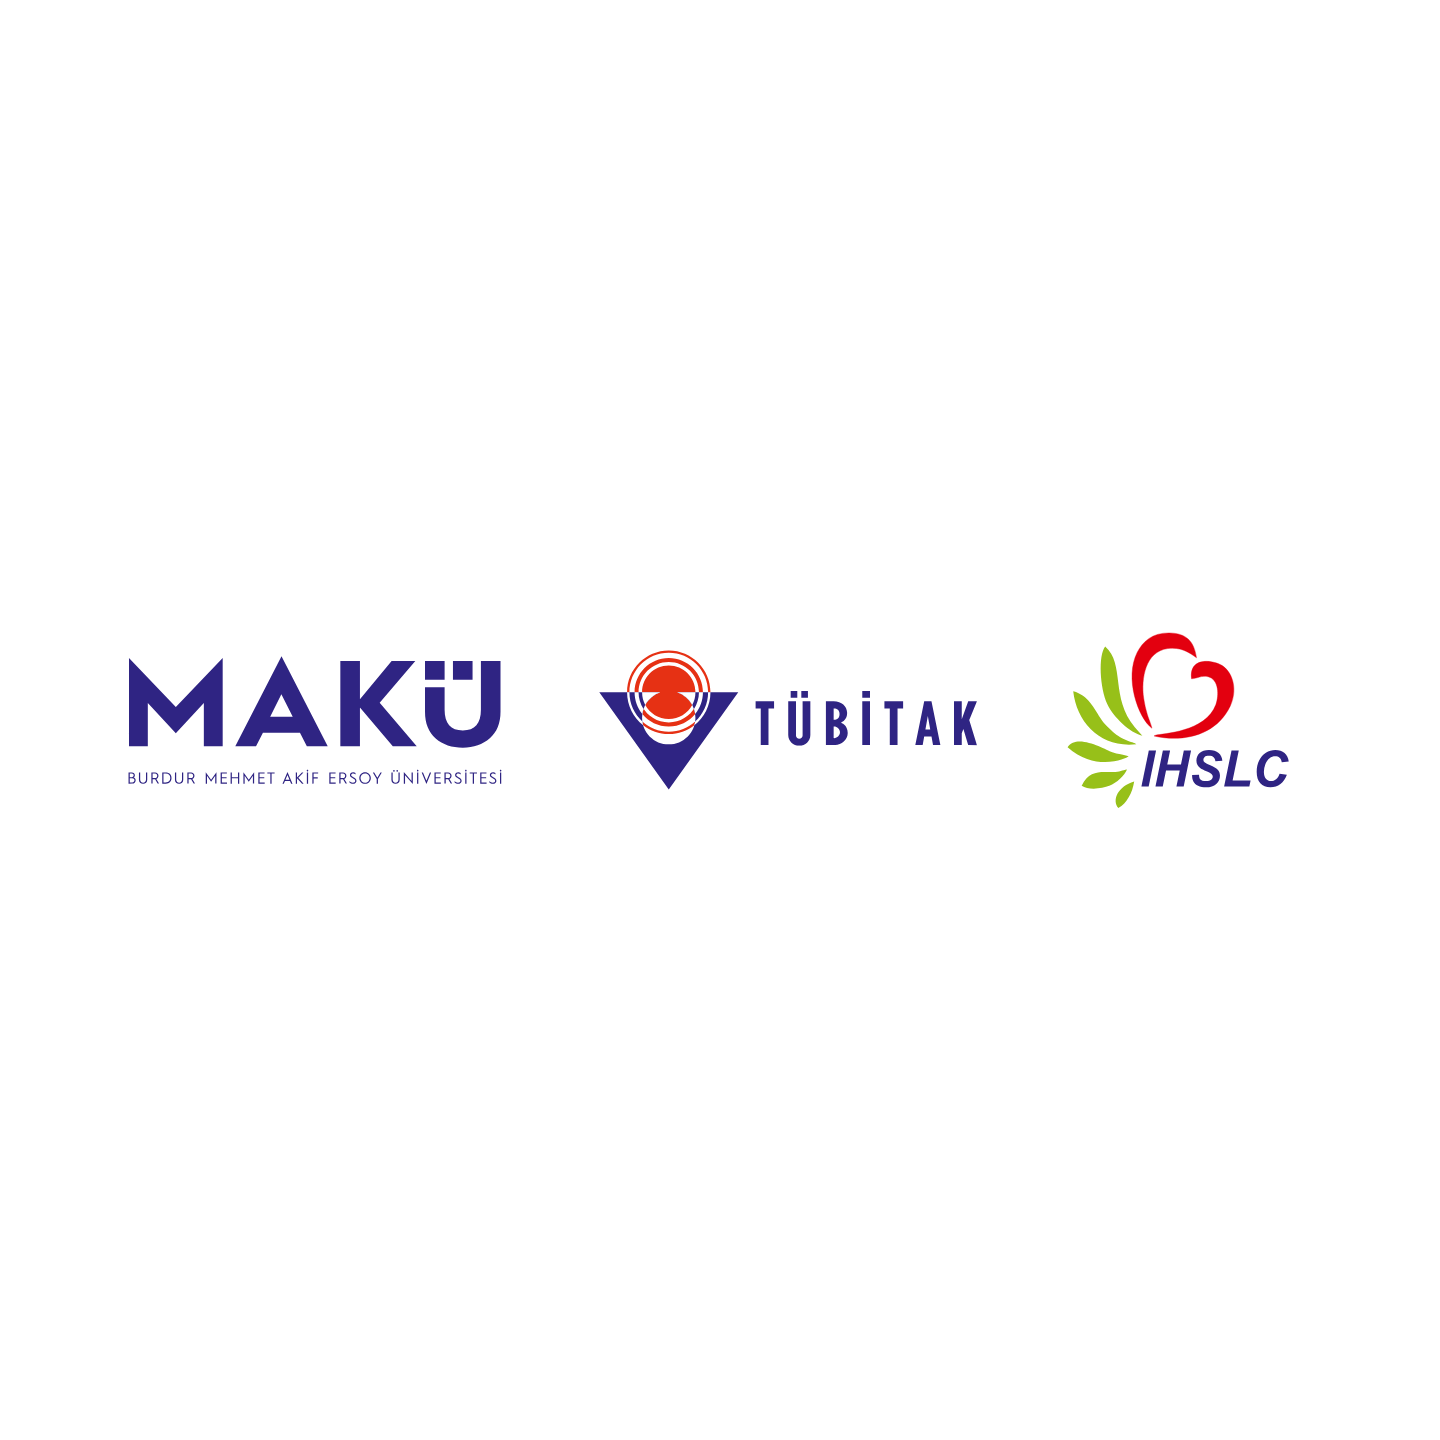 MAKÜ
BURDUR MEHMET AKİF ERSOY ÜNİVERSİTESİ
TÜBİTAK
IHSLC